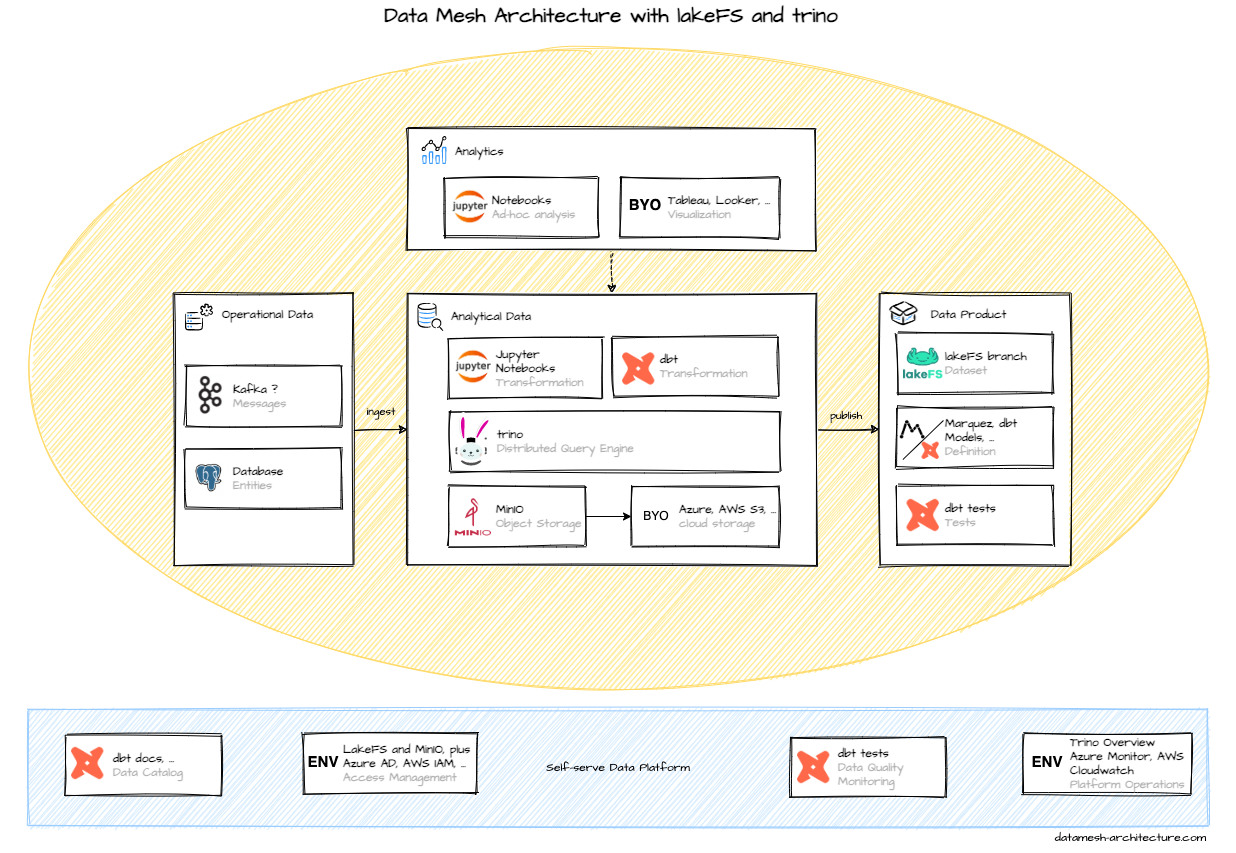 Data Mesh Architecture with lakeFS and trino
Analytics
jupyter
Notebooks
Ad-hoc analysis
BYO
Tableau, Looker, ...
Visualization
Operational Data
Kafka ?
Messages
Database
Entities
ingest
Analytical Data
jupyter
Jupyter
Notebooks
Transformation
dbt
Transformation
trino
Distributed Query Engine
MINIO
MinIO
Object Storage
BYO
Azure, AWS S3, ...
cloud storage
publish
Data Product
lakeFS
lakeFS branch
Dataset
Marquez, dbt
Models, ...
Definition
dbt tests
Tests
dbt docs, ...
Data Catalog
ENV
LakeFS and MinIO, plus
Azure AD, AWS IAM, ...
Access Management
Self-serve Data Platform
dbt tests
Data Quality
Monitoring
ENV
Trino Overview
Azure Monitor, AWS
Cloudwatch
Platform Operations
datamesh-architecture.com